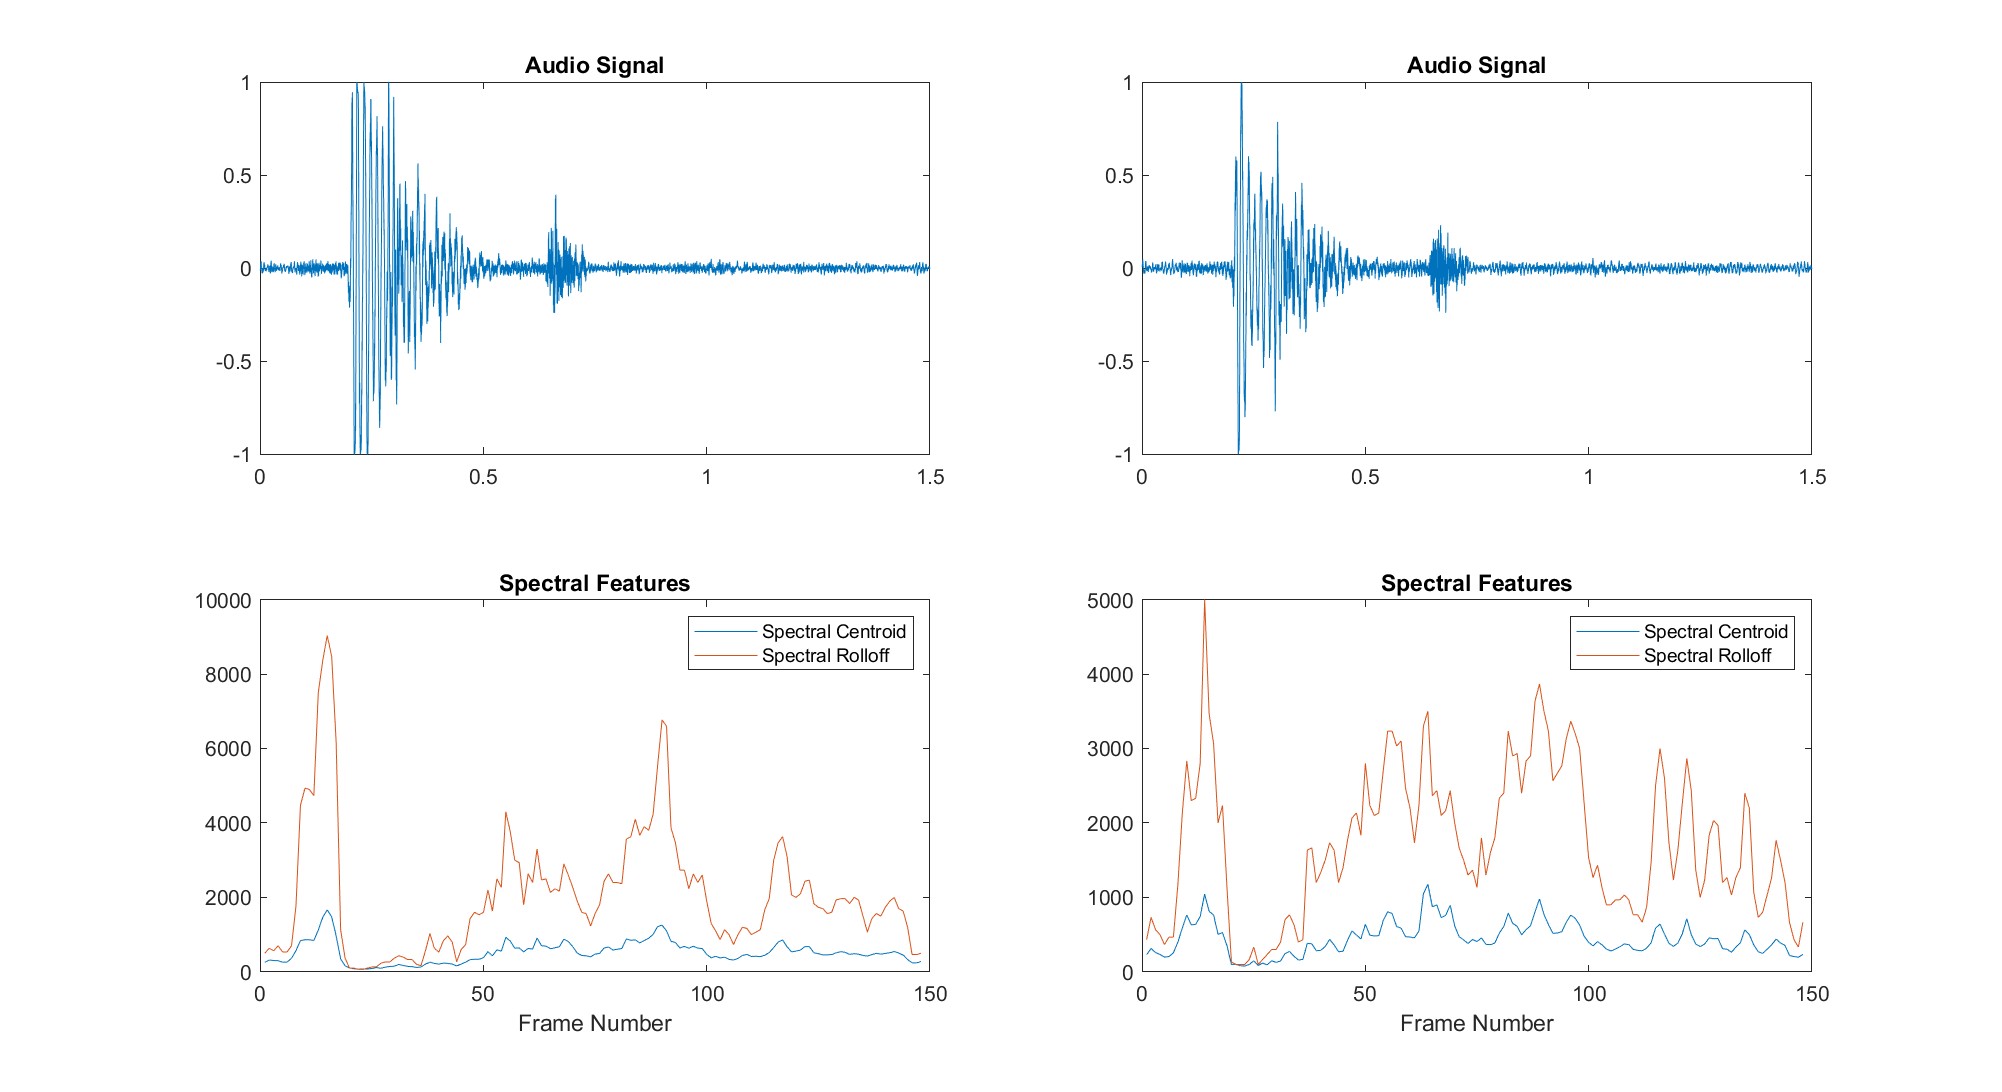 Audio Signal
1
0.5
0
-0.5
-1
0 0.5 1 1.5
Audio Signal
1
0.5
0
-0.5
-1
0 0.5 1 1.5
Spectral Features
10000
8000
6000
4000
2000
0
Spectral Centroid
Spectral Rolloff
0 50 100 150
Frame Number
Spectral Features
5000
4000
3000
2000
1000
0
Spectral Centroid
Spectral Rolloff
0 50 100 150
Frame Number